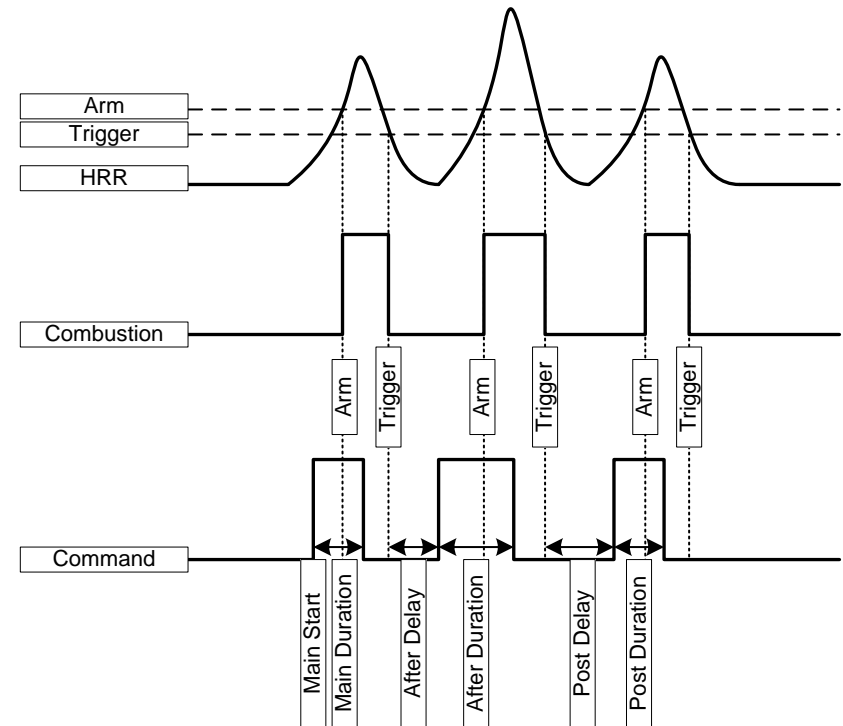 Arm
Trigger
HRR
Combustion
Arm
Trigger
Arm
Trigger
Arm
Trigger
Command
Main Start
Main Duration
After Delay
After Duration
Post Delay
Post Duration